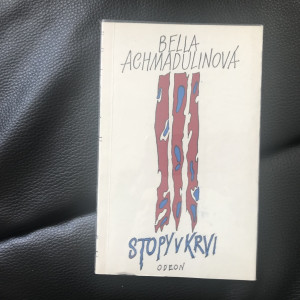 BELLA
ACHMADULINOVÁ
STOPY V KRVI
ODEON